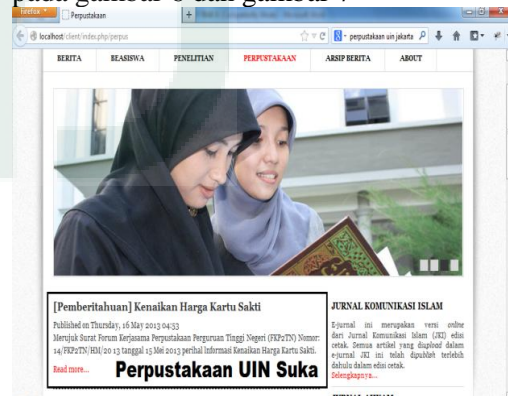 pada gambar 6 dan gambar 7
Firefox
Perpustakaan
+
localhost/client/index.php/perpus
perpustakaan uin jakarta
BERITA BEASISWA PENELITIAN PERPUSTAKAAN ARSIP BERITA ABOUT
[Pemberitahuan] Kenaikan Harga Kartu Sakti
Published on Thursday, 16 May 2013 04:53
Merujuk Surat Forum Kerjasama Perpustakaan Perguruan Tinggi Negeri (FKP2TN) Nomor:
14/FKP2TN/HM/20 13 tanggal 15 Mei 2013 perihal Informasi Kenaikan Harga Kartu Sakti.
Read more...
Perpustakaan UIN Suka
JURNAL KOMUNIKASI ISLAM
E-jurnal ini merupakan versi online
dari Jurnal Komunikasi Islam (JKI) edisi
cetak. Semua artikel yang diupload dalam
e-jurnal JKI ini telah dipublish terlebih
dahulu dalam edisi cetak.
Selengkapnya...